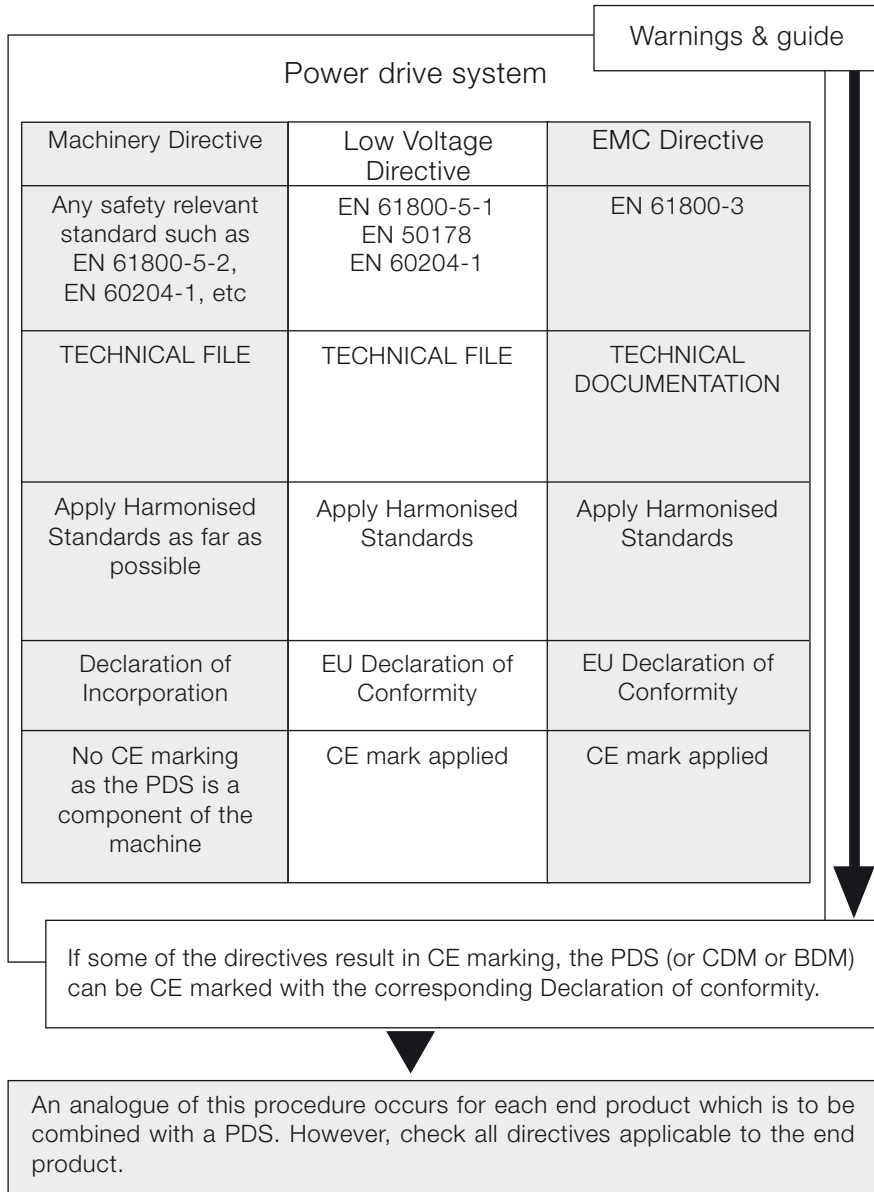 Warnings & guide
Power drive system
Machinery Directive
Low Voltage
Directive
EMC Directive
Any safety relevant
standard such as
EN 61800-5-2,
EN 60204-1, etc
EN 61800-5-1
EN 50178
EN 60204-1
EN 61800-3
TECHNICAL FILE
TECHNICAL FILE
TECHNICAL
DOCUMENTATION
Apply Harmonised
Standards as far as
possible
Apply Harmonised
Standards
Apply Harmonised
Standards
Declaration of
Incorporation
EU Declaration of
Conformity
EU Declaration of
Conformity
No CE marking
as the PDS is a
component of the
machine
CE mark applied
CE mark applied
If some of the directives result in CE marking, the PDS (or CDM or BDM)
can be CE marked with the corresponding Declaration of conformity.
An analogue of this procedure occurs for each end product which is to be
combined with a PDS. However, check all directives applicable to the end
product.